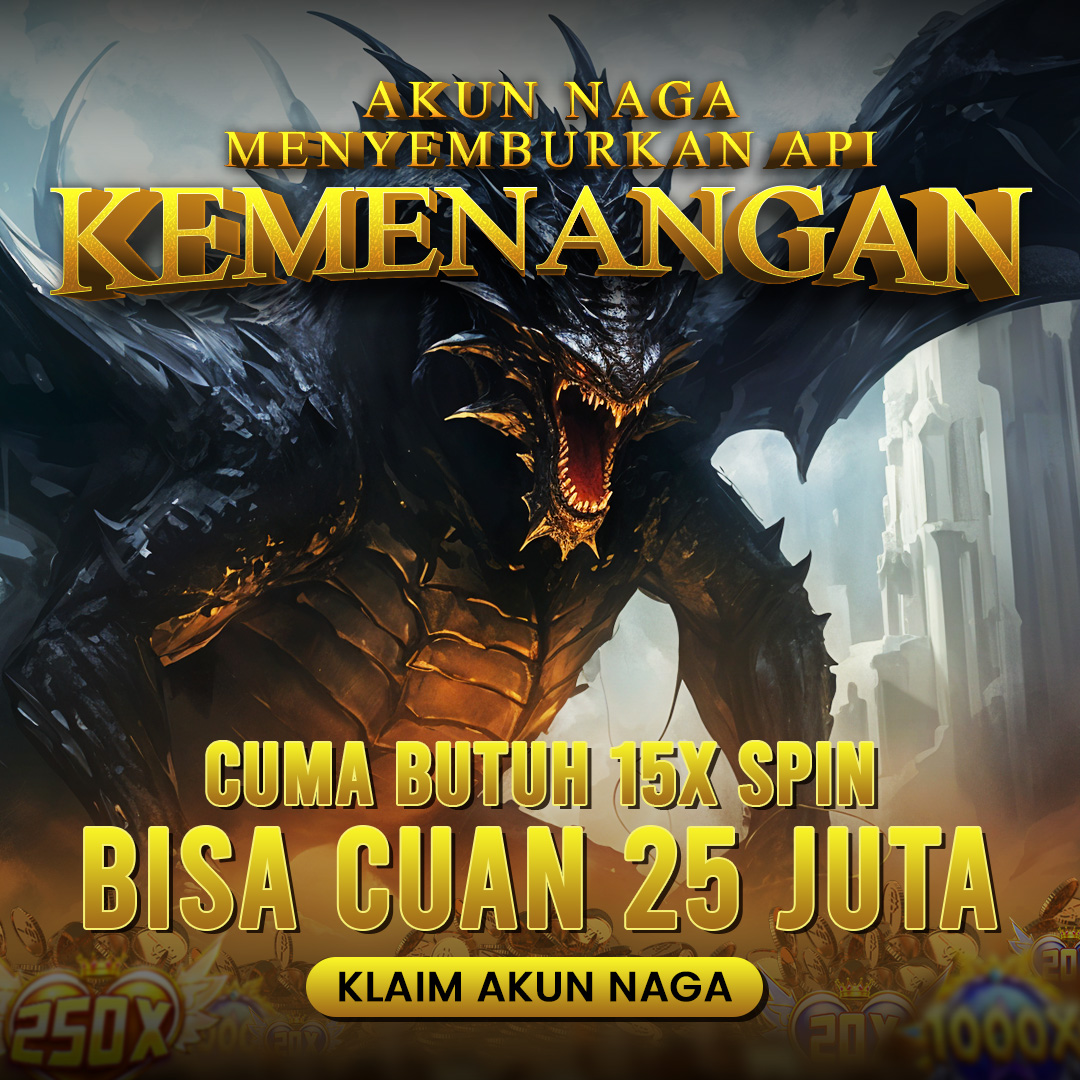 AKUN NAGA
MENYEMBURKAN API
KEMENANGAN
CUMA BUTUH 15X SPIN
BISA CUAN 25 JUTA
KLAIM AKUN NAGA
250X
20X
1000X